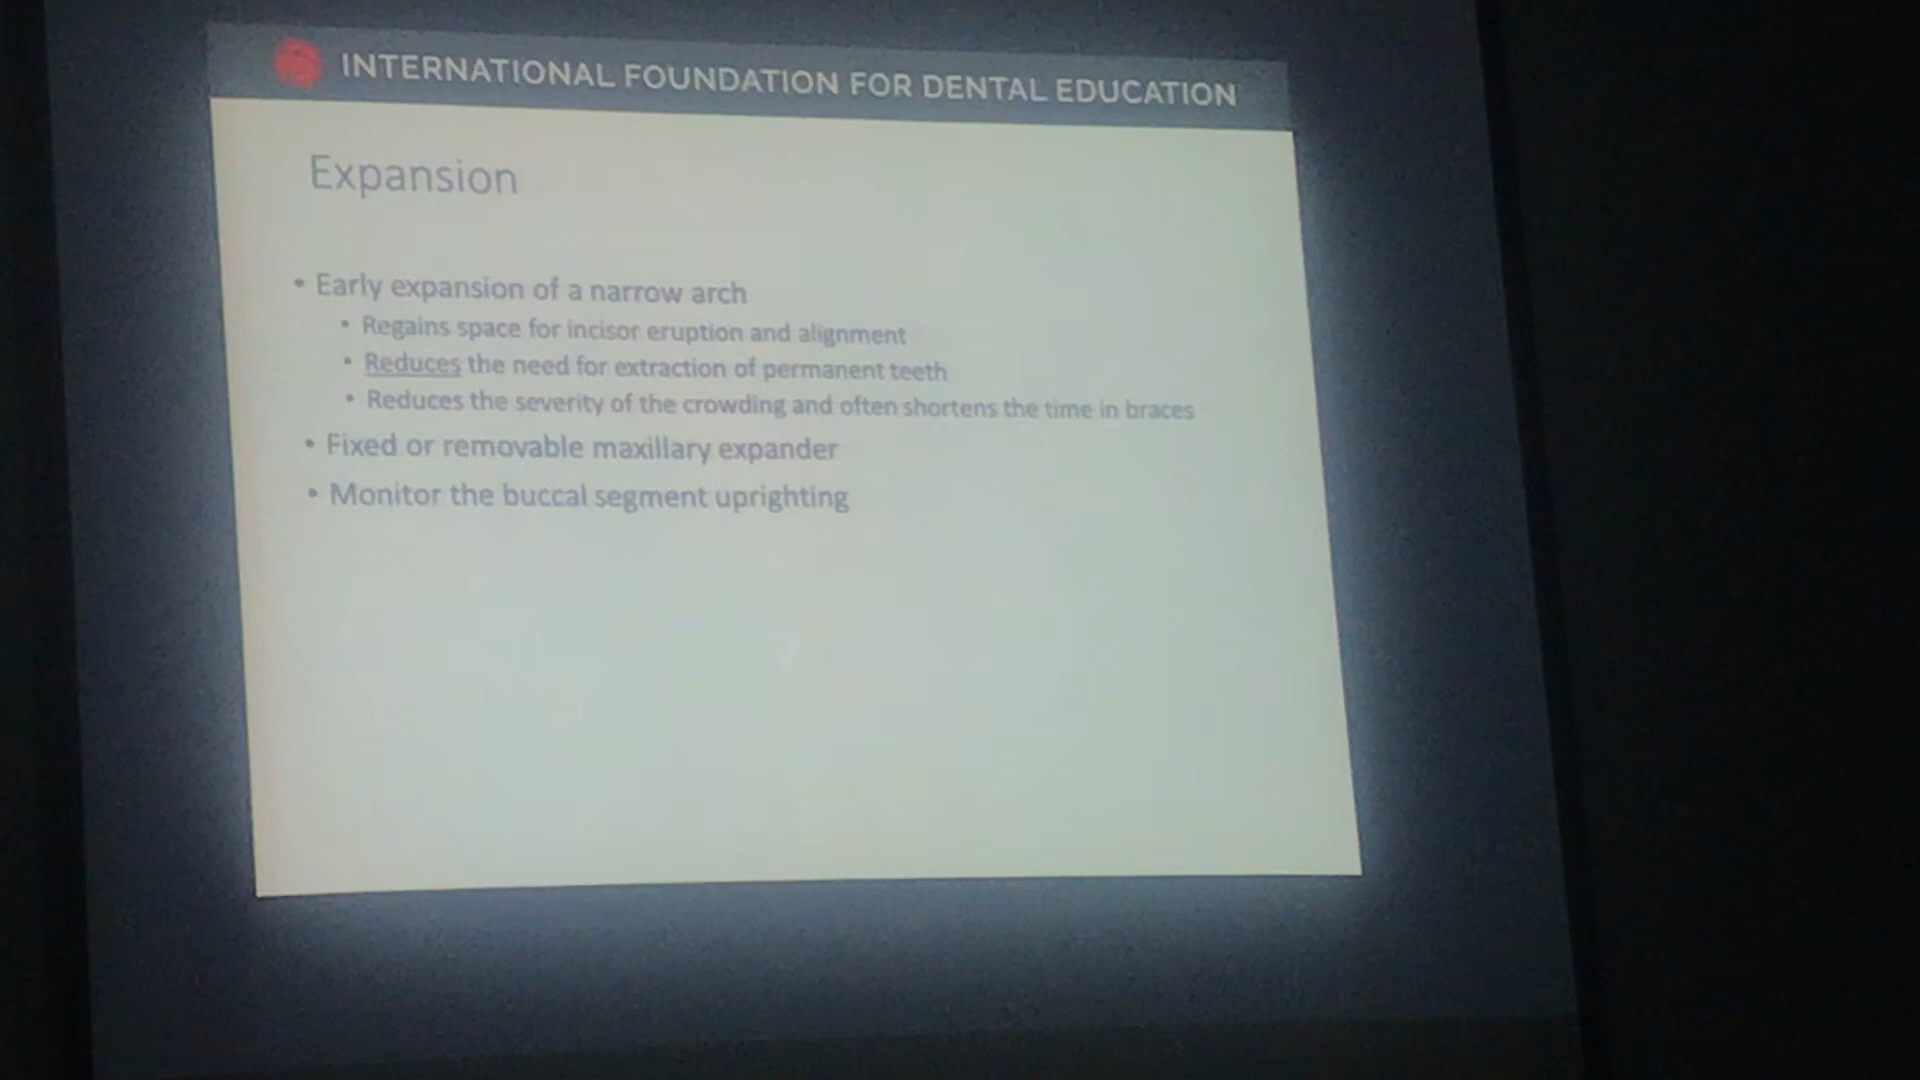 INTERNATIONAL FOUNDATION FOR DENTAL EDUCATION
Expansion
• Early expansion of a narrow arch
• Regains space for incisor eruption and alignment
• Reduces the need for extraction of permanent teeth
• Reduces the severity of the crowding and often shortens the time in braces
• Fixed or removable maxillary expander
• Monitor the buccal segment uprighting